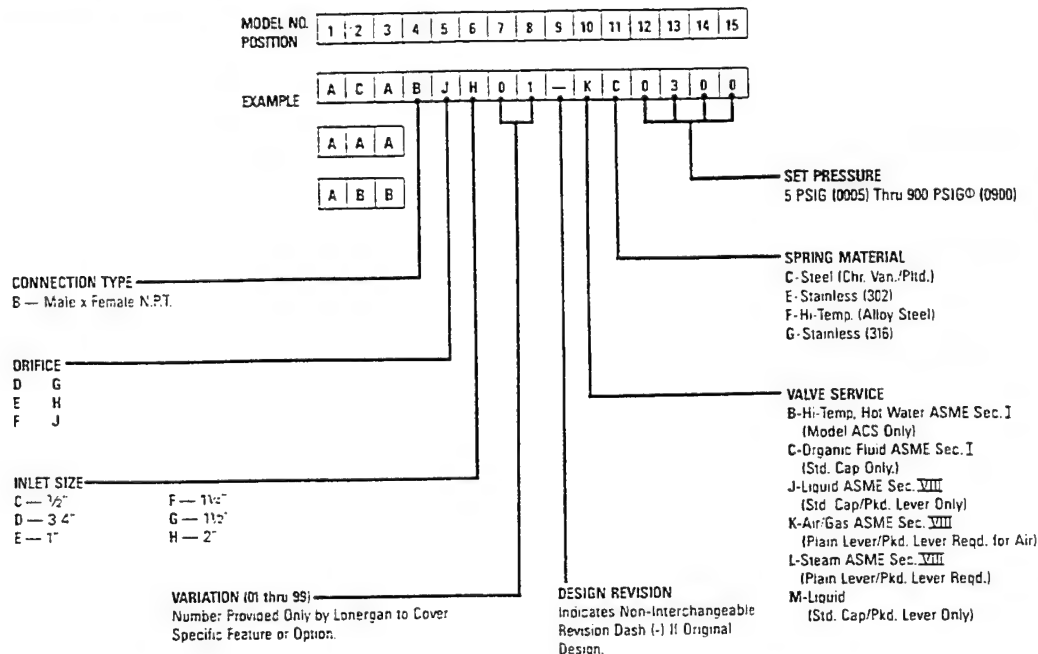 MODEL NO. POSITION 1 2 3 4 5 6 7 8 9 10 11 12 13 14 15
EXAMPLE A C A B J H 0 1 — K C 0 3 0 0
A A A
A B B
SET PRESSURE
5 PSIG (0005) Thru 900 PSIG① (0900)
SPRING MATERIAL
C-Steel (Chr. Van./Pltd.)
E-Stainless (302)
F-Hi-Temp. (Alloy Steel)
G-Stainless (316)
CONNECTION TYPE
B — Male x Female N.P.T.
ORIFICE
D G
E H
F J
VALVE SERVICE
B-Hi-Temp, Hot Water ASME Sec. I
(Model ACS Only)
C-Organic Fluid ASME Sec. I
(Std. Cap Only.)
J-Liquid ASME Sec. VIII
(Std. Cap/Pkd. Lever Only)
K-Air/Gas ASME Sec. VIII
(Plain Lever/Pkd. Lever Reqd. for Air)
L-Steam ASME Sec. VIII
(Plain Lever/Pkd. Lever Reqd.)
M-Liquid
(Std. Cap/Pkd. Lever Only)
INLET SIZE
C — ½" F — 1¼"
D — 3/4" G — 1½"
E — 1" H — 2"
VARIATION (01 thru 99)
Number Provided Only by Lonergan to Cover
Specific Feature or Option.
DESIGN REVISION
Indicates Non-Interchangeable
Revision Dash (-) If Original
Design.